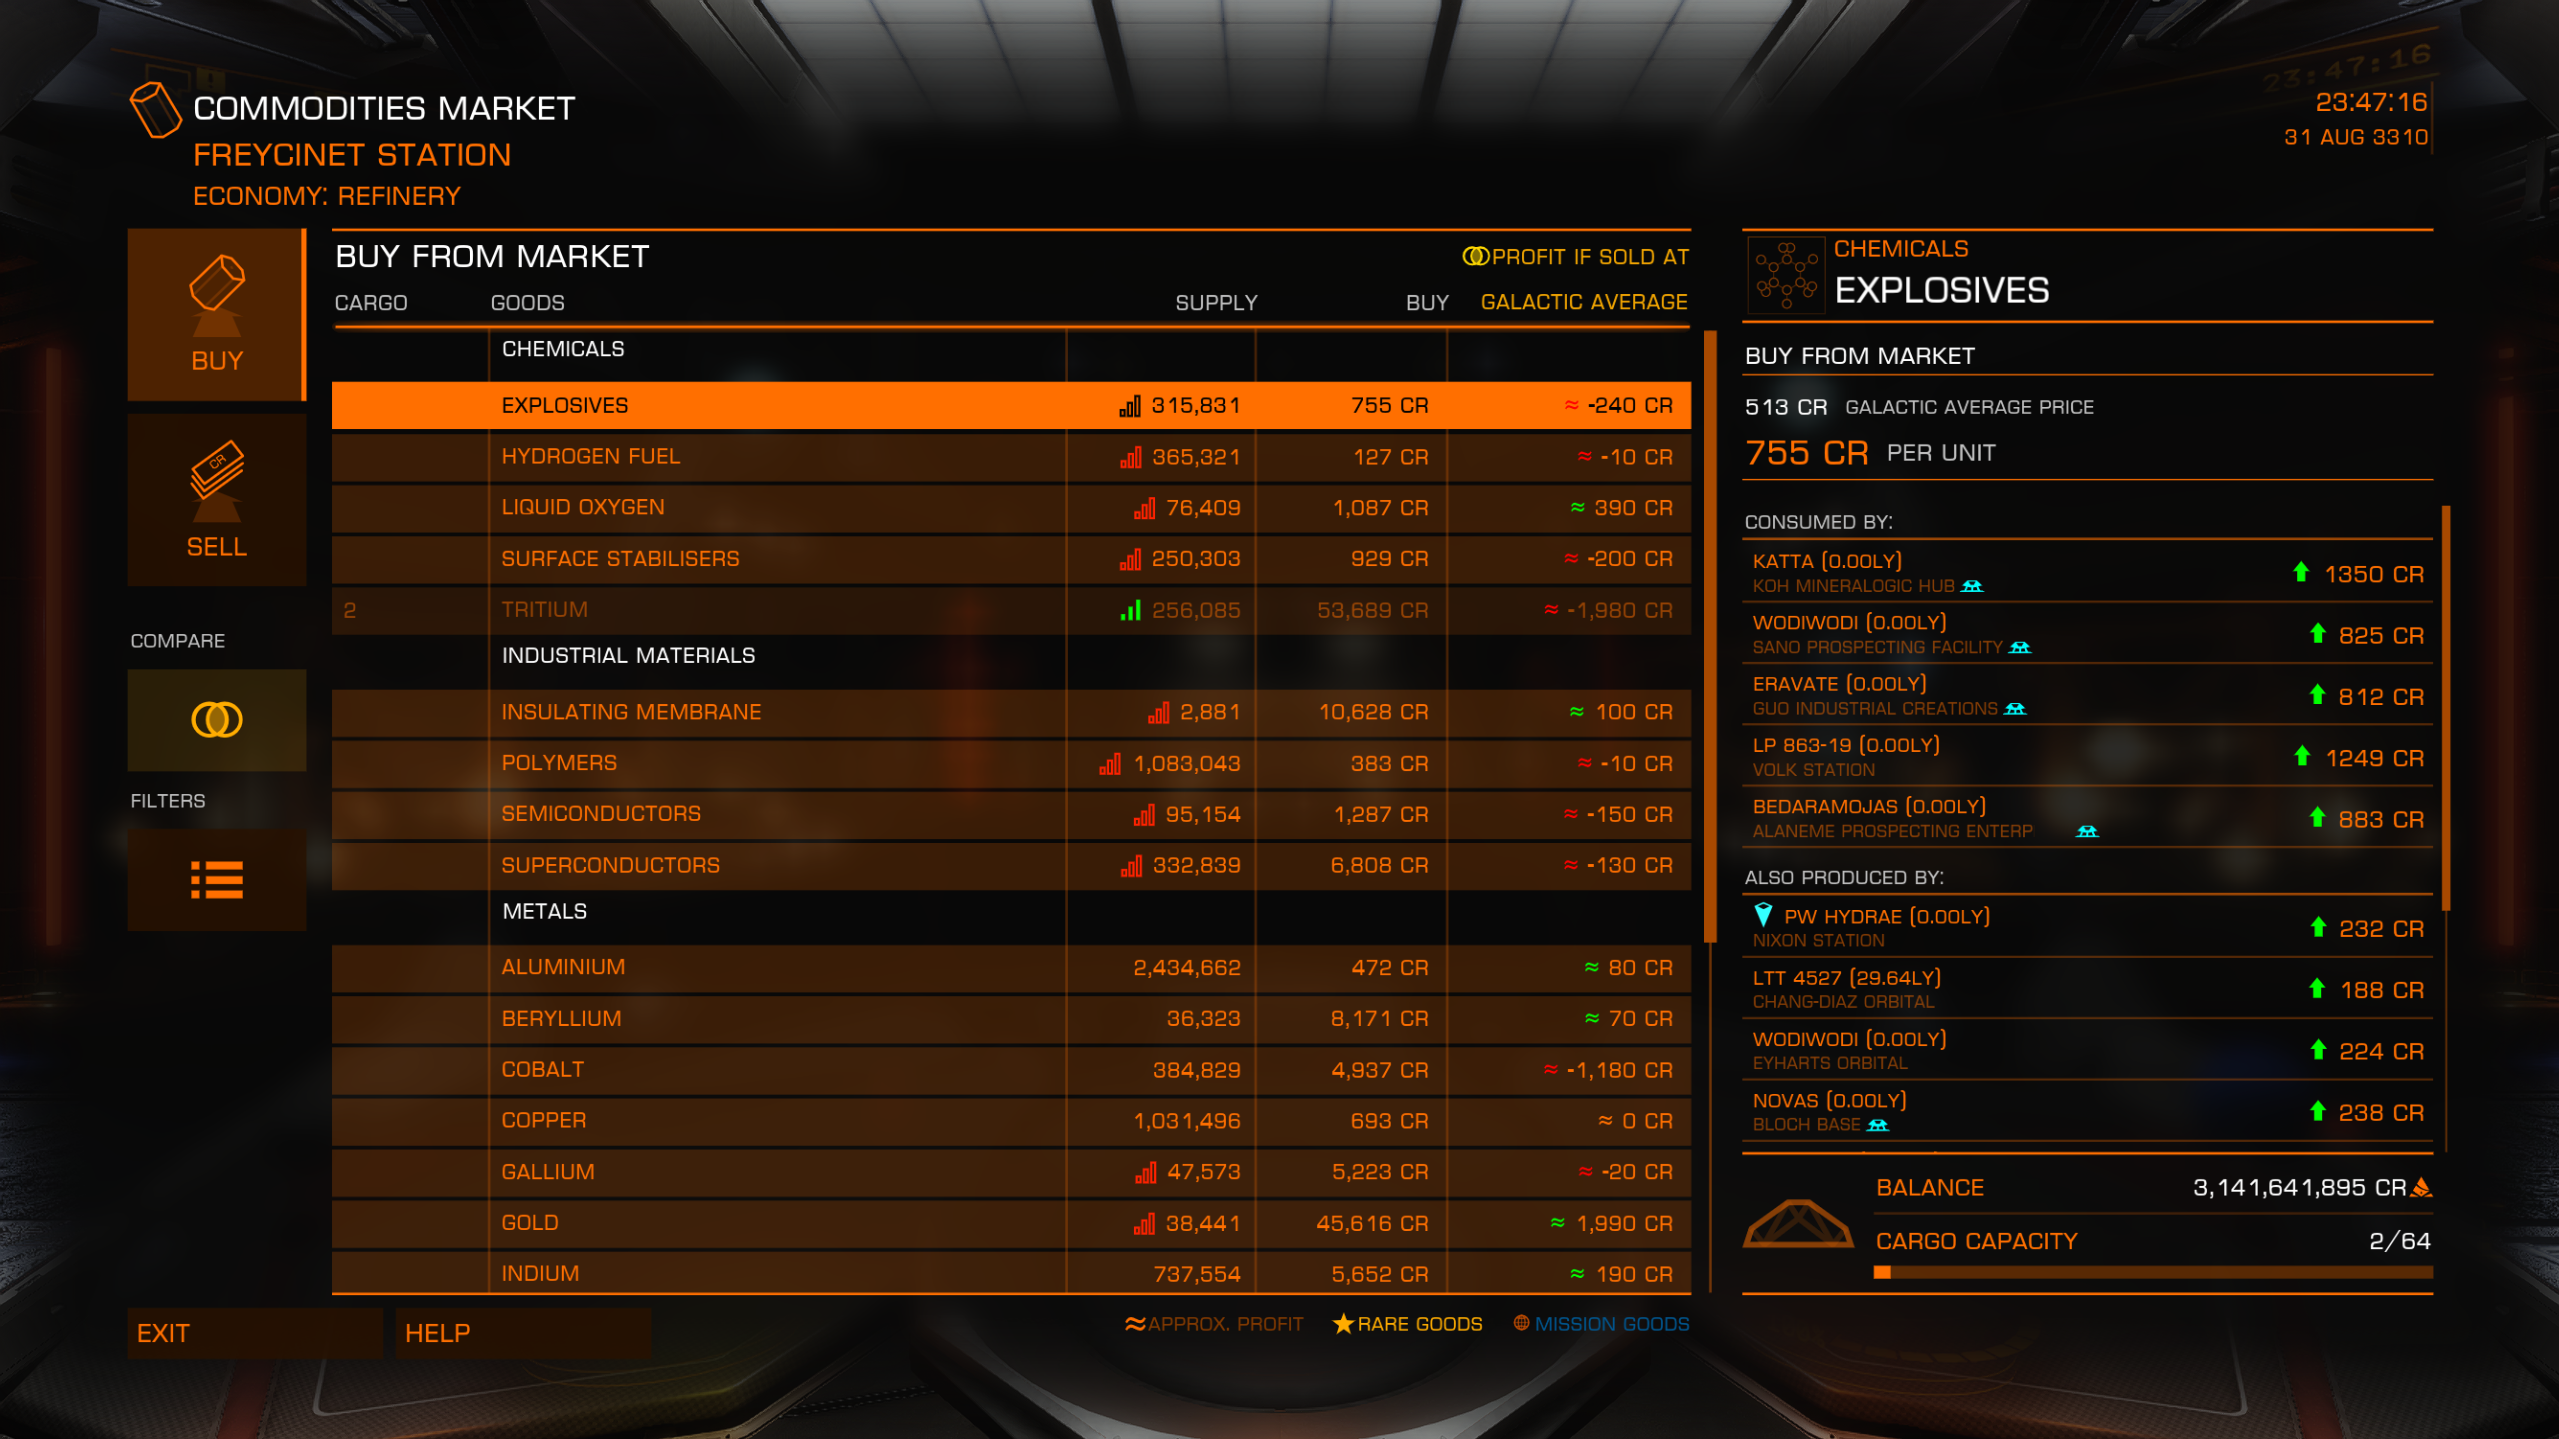 COMMODITIES MARKET
FREYCINET STATION
ECONOMY: REFINERY
23:47:16
23:47:16
31 AUG 3310
BUY
SELL
COMPARE
FILTERS
BUY FROM MARKET
PROFIT IF SOLD AT
CARGO GOODS SUPPLY BUY GALACTIC AVERAGE
CHEMICALS
EXPLOSIVES 315,831 755 CR ≈ -240 CR
HYDROGEN FUEL 365,321 127 CR ≈ -10 CR
LIQUID OXYGEN 76,409 1,087 CR ≈ 390 CR
SURFACE STABILISERS 250,303 929 CR ≈ -200 CR
2 TRITIUM 256,085 53,689 CR ≈ -1,980 CR
INDUSTRIAL MATERIALS
INSULATING MEMBRANE 2,881 10,628 CR ≈ 100 CR
POLYMERS 1,083,043 383 CR ≈ -10 CR
SEMICONDUCTORS 95,154 1,287 CR ≈ -150 CR
SUPERCONDUCTORS 332,839 6,808 CR ≈ -130 CR
METALS
ALUMINIUM 2,434,662 472 CR ≈ 80 CR
BERYLLIUM 36,323 8,171 CR ≈ 70 CR
COBALT 384,829 4,937 CR ≈ -1,180 CR
COPPER 1,031,496 693 CR ≈ 0 CR
GALLIUM 47,573 5,223 CR ≈ -20 CR
GOLD 38,441 45,616 CR ≈ 1,990 CR
INDIUM 737,554 5,652 CR ≈ 190 CR
≈ APPROX. PROFIT RARE GOODS MISSION GOODS
EXIT HELP
CHEMICALS
EXPLOSIVES
BUY FROM MARKET
513 CR GALACTIC AVERAGE PRICE
755 CR PER UNIT
CONSUMED BY:
KATTA (0.00LY) 1350 CR
KOH MINERALOGIC HUB
WODIWODI (0.00LY) 825 CR
SANO PROSPECTING FACILITY
ERAVATE (0.00LY) 812 CR
GUO INDUSTRIAL CREATIONS
LP 863-19 (0.00LY) 1249 CR
VOLK STATION
BEDARAMOJAS (0.00LY) 883 CR
ALANEME PROSPECTING ENTERP
ALSO PRODUCED BY:
PW HYDRAE (0.00LY) 232 CR
NIXON STATION
LTT 4527 (29.64LY) 188 CR
CHANG-DIAZ ORBITAL
WODIWODI (0.00LY) 224 CR
EYHARTS ORBITAL
NOVAS (0.00LY) 238 CR
BLOCH BASE
BALANCE 3,141,641,895 CR
CARGO CAPACITY 2/64